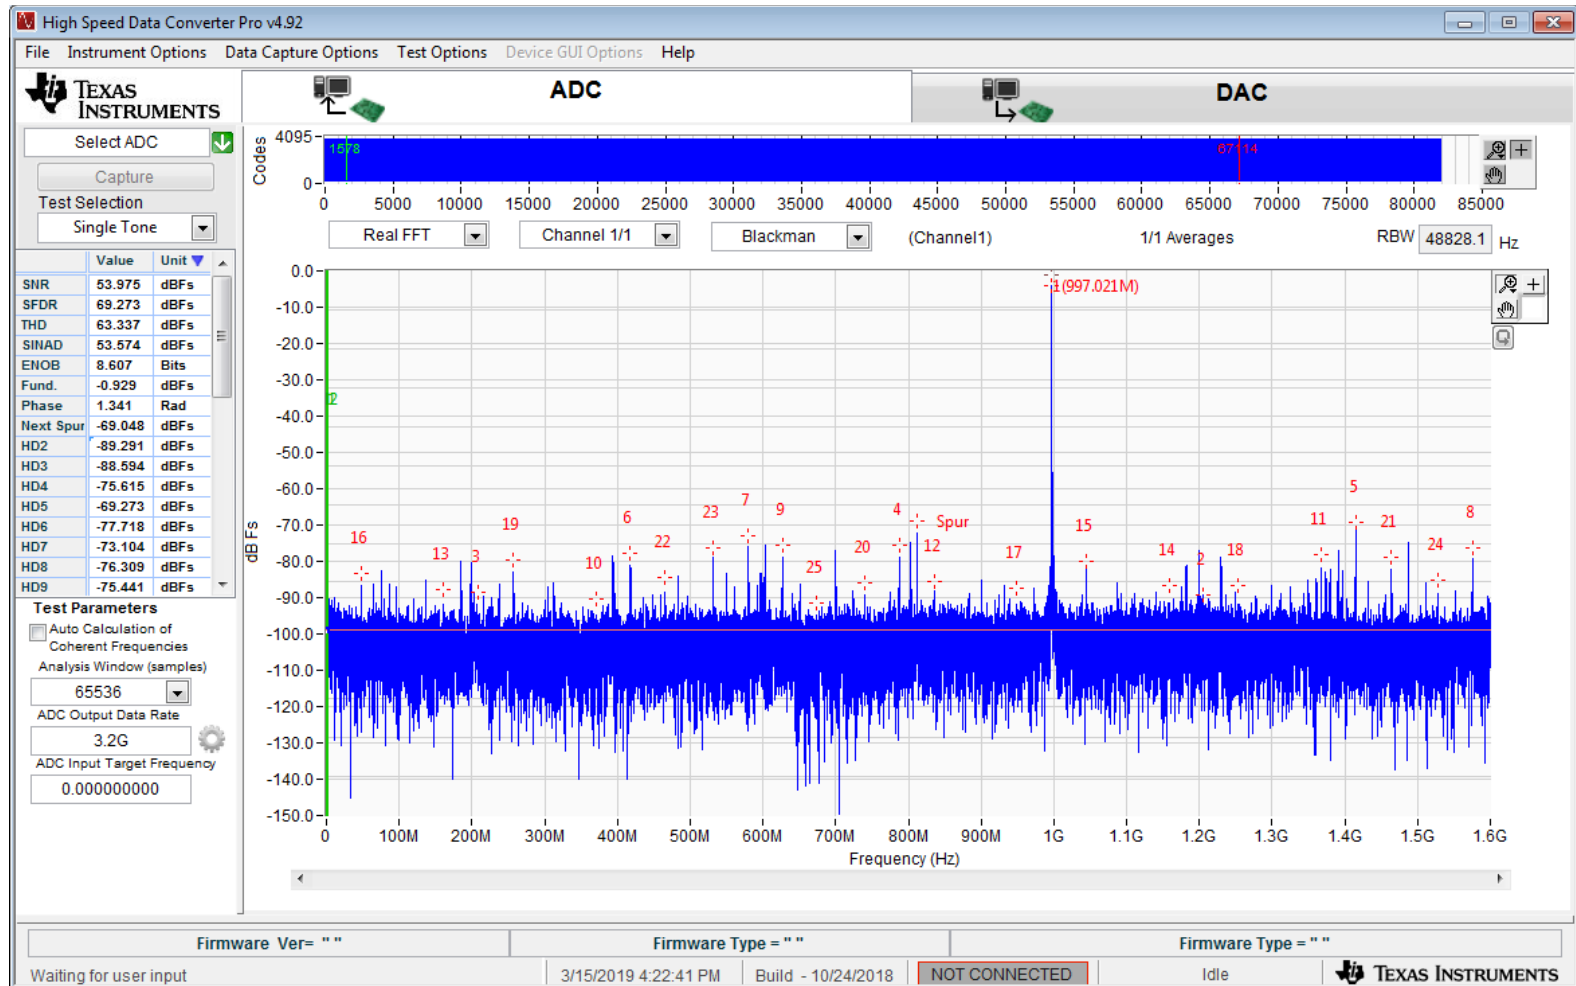 High Speed Data Converter Pro v4.92
File Instrument Options Data Capture Options Test Options Device GUI Options Help
TEXAS INSTRUMENTS
ADC
DAC
Select ADC
Capture
Test Selection
Single Tone
Value Unit
SNR 53.975 dBFs
SFDR 69.273 dBFs
THD 63.337 dBFs
SINAD 53.574 dBFs
ENOB 8.607 Bits
Fund. -0.929 dBFs
Phase 1.341 Rad
Next Spur -69.048 dBFs
HD2 -89.291 dBFs
HD3 -88.594 dBFs
HD4 -75.615 dBFs
HD5 -69.273 dBFs
HD6 -77.718 dBFs
HD7 -73.104 dBFs
HD8 -76.309 dBFs
HD9 -75.441 dBFs
Test Parameters
Auto Calculation of
Coherent Frequencies
Analysis Window (samples)
65536
ADC Output Data Rate
3.2G
ADC Input Target Frequency
0.000000000
Codes
4095
0
1578
67114
0 5000 10000 15000 20000 25000 30000 35000 40000 45000 50000 55000 60000 65000 70000 75000 80000 85000
Real FFT Channel 1/1 Blackman (Channel1) 1/1 Averages RBW 48828.1 Hz
dB Fs
0.0
-10.0
-20.0
-30.0
-40.0
-50.0
-60.0
-70.0
-80.0
-90.0
-100.0
-110.0
-120.0
-130.0
-140.0
-150.0
1(997.021M)
2
16
13
3
19
10
6
22
23
7
9
25
20
4
Spur
12
17
15
14
2
18
11
5
21
24
8
0 100M 200M 300M 400M 500M 600M 700M 800M 900M 1G 1.1G 1.2G 1.3G 1.4G 1.5G 1.6G
Frequency (Hz)
Firmware Ver= " " Firmware Type = " " Firmware Type = " "
Waiting for user input 3/15/2019 4:22:41 PM Build - 10/24/2018 NOT CONNECTED Idle TEXAS INSTRUMENTS